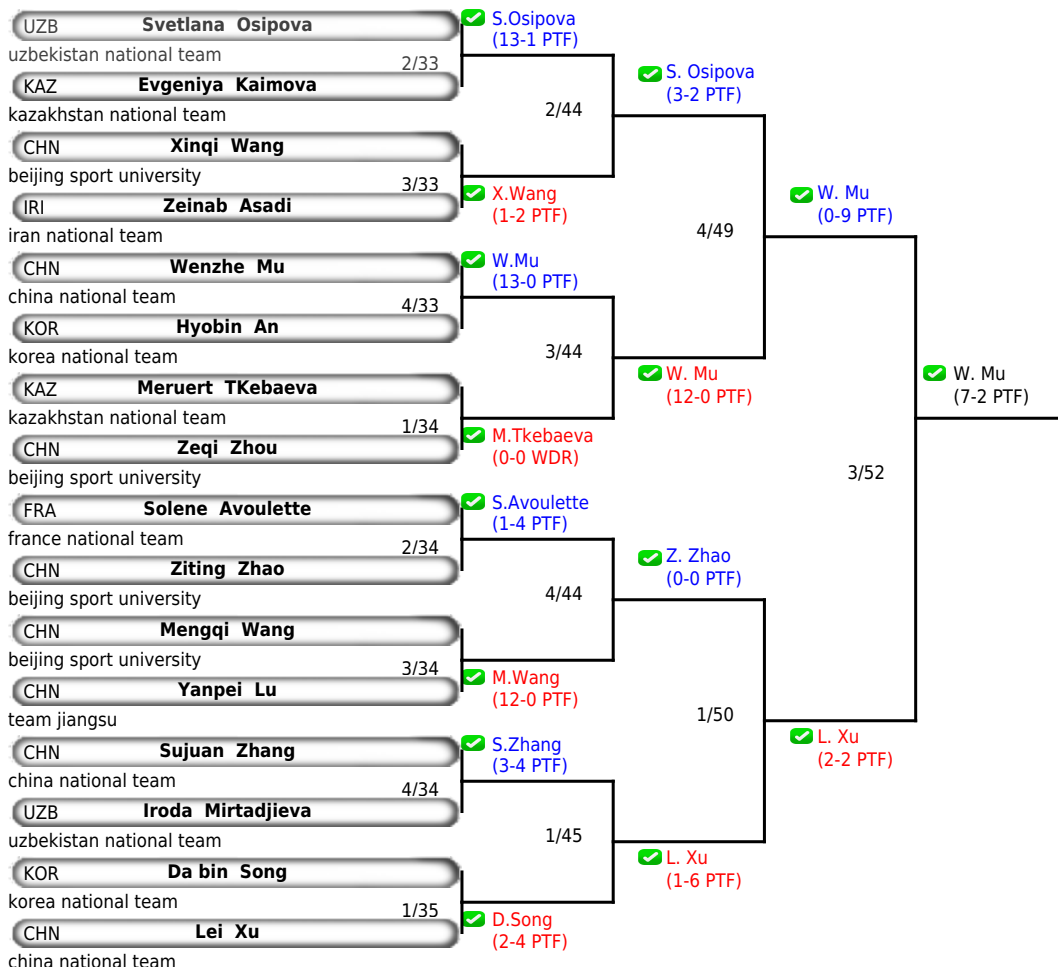 UZB Svetlana Osipova
uzbekistan national team
2/33
KAZ Evgeniya Kaimova
kazakhstan national team
CHN Xinqi Wang
beijing sport university
3/33
IRI Zeinab Asadi
iran national team
CHN Wenzhe Mu
china national team
4/33
KOR Hyobin An
korea national team
KAZ Meruert TKebaeva
kazakhstan national team
1/34
CHN Zeqi Zhou
beijing sport university
FRA Solene Avoulette
france national team
2/34
CHN Ziting Zhao
beijing sport university
CHN Mengqi Wang
beijing sport university
3/34
CHN Yanpei Lu
team jiangsu
CHN Sujuan Zhang
china national team
4/34
UZB Iroda Mirtadjieva
uzbekistan national team
KOR Da bin Song
korea national team
1/35
CHN Lei Xu
china national team
S.Osipova
(13-1 PTF)
2/44
X.Wang
(1-2 PTF)
W.Mu
(13-0 PTF)
3/44
M.Tkebaeva
(0-0 WDR)
S.Avoulette
(1-4 PTF)
4/44
M.Wang
(12-0 PTF)
S.Zhang
(3-4 PTF)
1/45
D.Song
(2-4 PTF)
S. Osipova
(3-2 PTF)
4/49
W. Mu
(12-0 PTF)
Z. Zhao
(0-0 PTF)
1/50
L. Xu
(1-6 PTF)
W. Mu
(0-9 PTF)
3/52
L. Xu
(2-2 PTF)
W. Mu
(7-2 PTF)